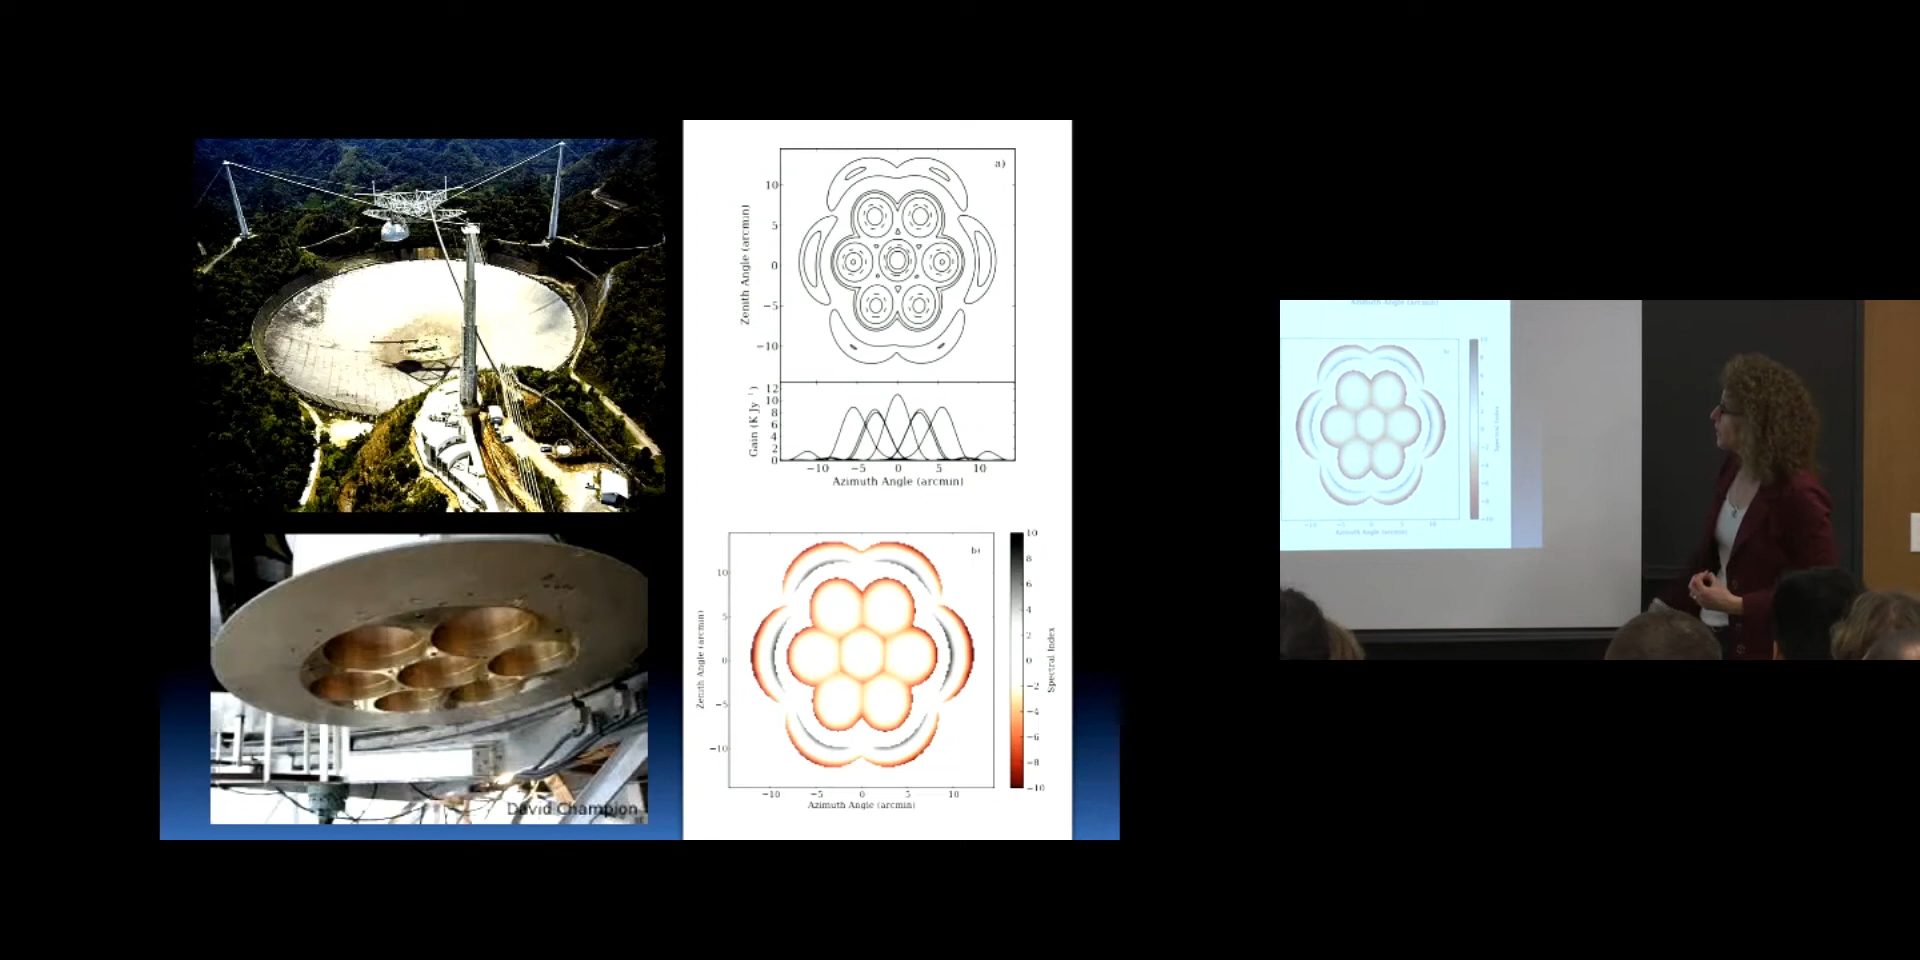 a)
Zenith Angle (arcmin)
10
5
0
−5
−10
Gain (K Jy⁻¹)
12
10
8
6
4
2
0
−10 −5 0 5 10
Azimuth Angle (arcmin)
b)
Zenith Angle (arcmin)
10
5
0
−5
−10
−10 −5 0 5 10
Azimuth Angle (arcmin)
10
8
6
4
2
0
−2
−4
−6
−8
−10
Spectral Index
David Champion